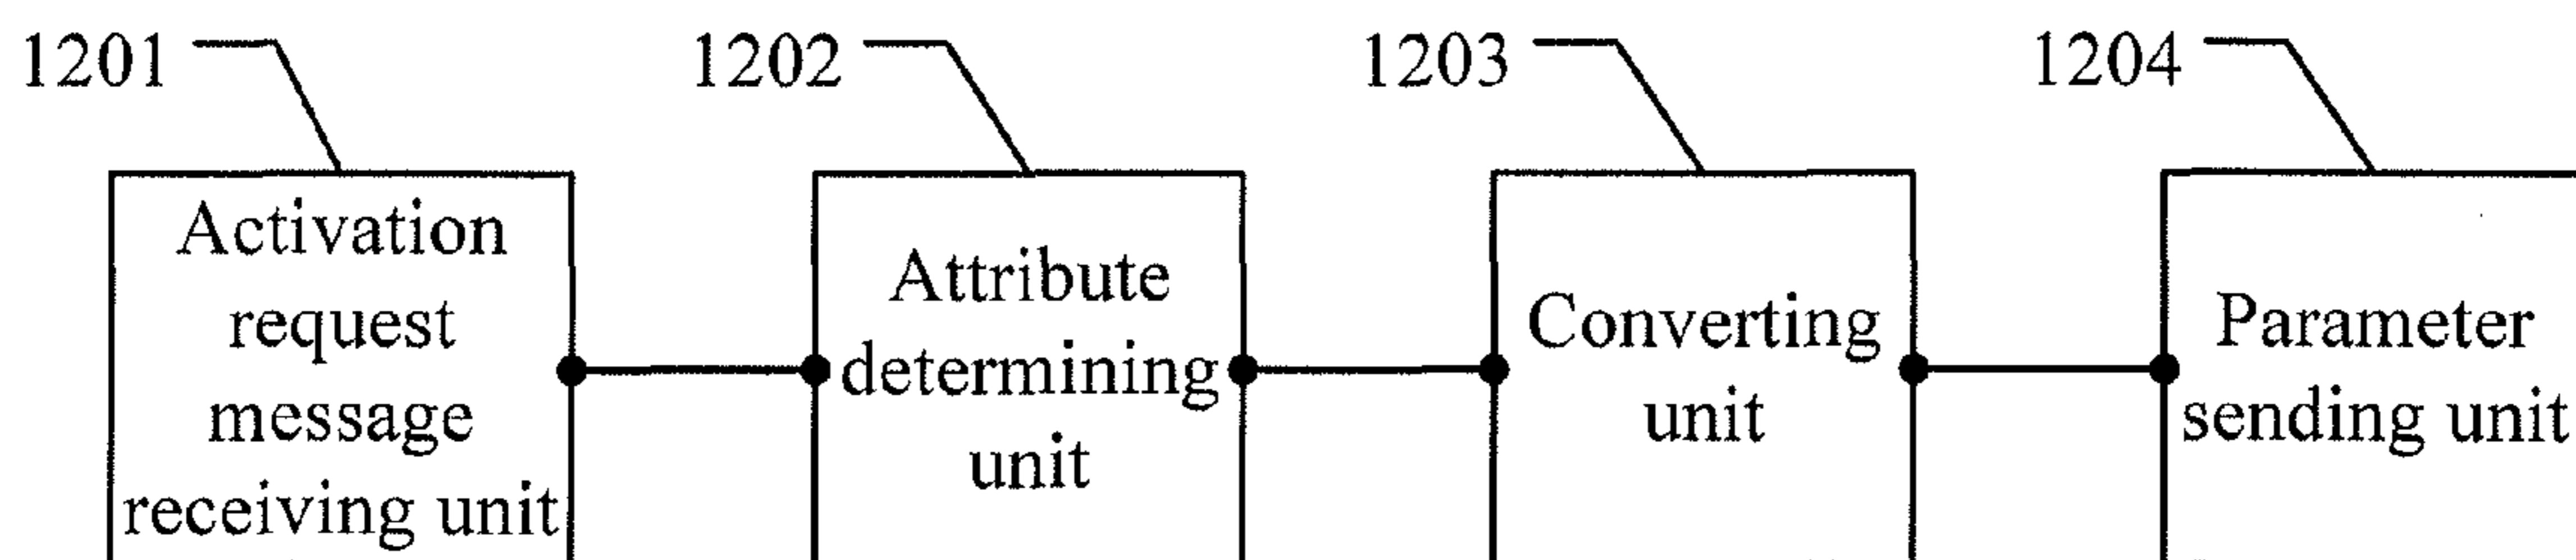 1201
1202
1203
1204
Activation
request
message
receiving unit
Attribute
determining
unit
Converting
unit
Parameter
sending unit